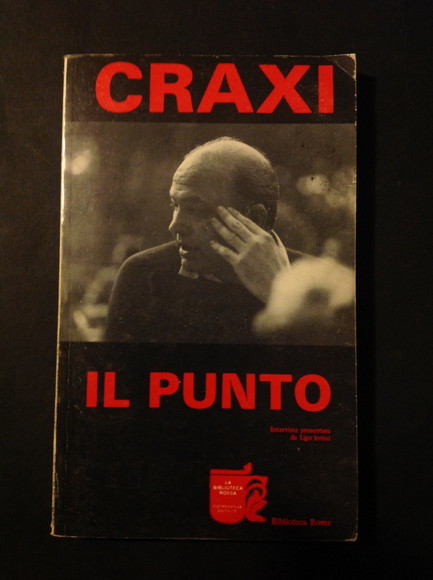 CRAXI
IL PUNTO
Intervista presentata
da Ugo Intini
LA
BIBLIOTECA
ROSSA
Biblioteca Rossa